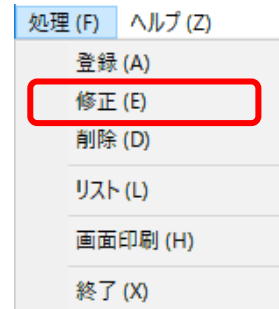 処理 (F) ヘルプ (Z)
登録 (A)
修正 (E)
削除 (D)
リスト (L)
画面印刷 (H)
終了 (X)